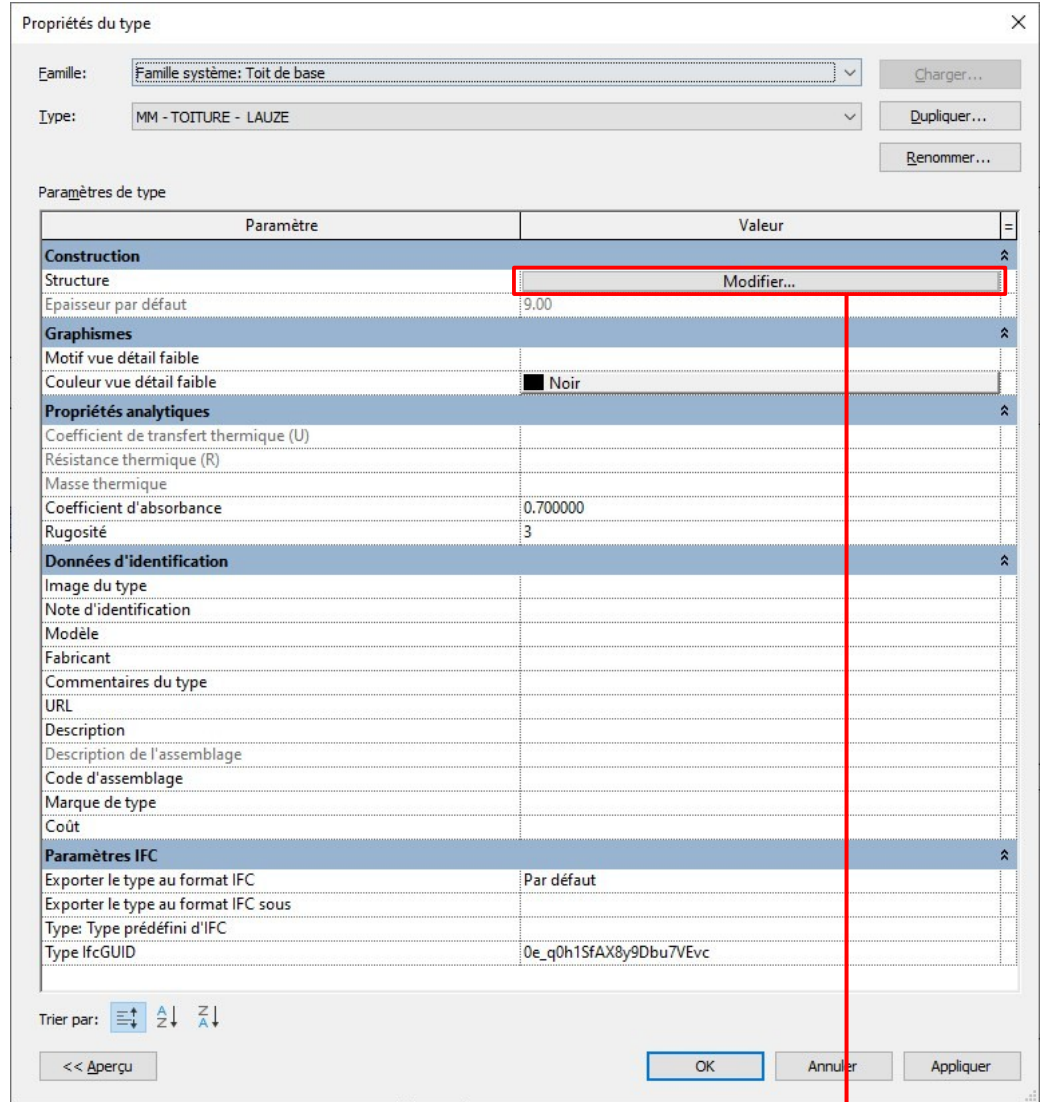 Propriétés du type
Famille: Famille système: Toit de base Charger...
Type: MM - TOITURE - LAUZE Dupliquer...
Renommer...
Paramètres de type
Paramètre Valeur =
Construction
Structure Modifier...
Epaisseur par défaut 9.00
Graphismes
Motif vue détail faible
Couleur vue détail faible Noir
Propriétés analytiques
Coefficient de transfert thermique (U)
Résistance thermique (R)
Masse thermique
Coefficient d'absorbance 0.700000
Rugosité 3
Données d'identification
Image du type
Note d'identification
Modèle
Fabricant
Commentaires du type
URL
Description
Description de l'assemblage
Code d'assemblage
Marque de type
Coût
Paramètres IFC
Exporter le type au format IFC Par défaut
Exporter le type au format IFC sous
Type: Type prédéfini d'IFC
Type IfcGUID 0e_q0h1SfAX8y9Dbu7VEvc
Trier par:
<< Aperçu OK Annuler Appliquer